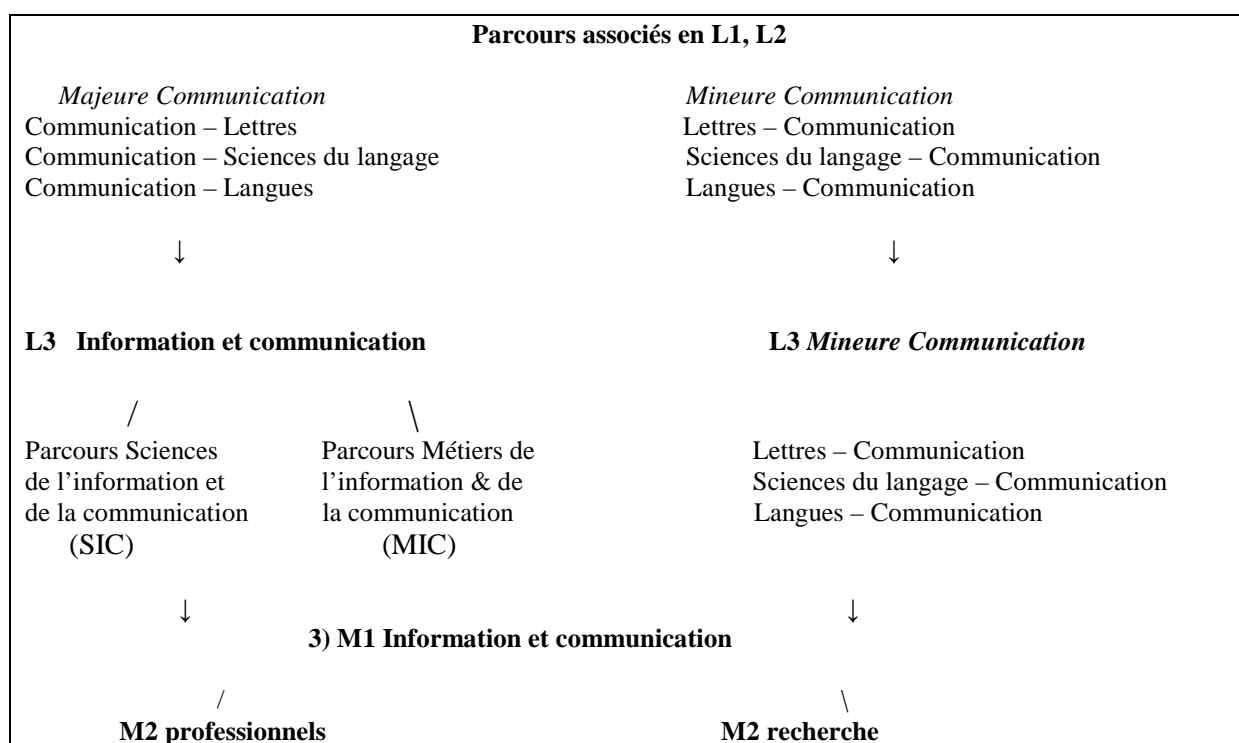 Parcours associés en L1, L2
Majeure Communication Mineure Communication
Communication – Lettres Lettres – Communication
Communication – Sciences du langage Sciences du langage – Communication
Communication – Langues Langues – Communication
↓ ↓
L3 Information et communication L3 Mineure Communication
/ \
Parcours Sciences Parcours Métiers de Lettres – Communication
de l’information et l’information & de Sciences du langage – Communication
de la communication la communication Langues – Communication
(SIC) (MIC)
↓ ↓
3) M1 Information et communication
/ \
M2 professionnels M2 recherche